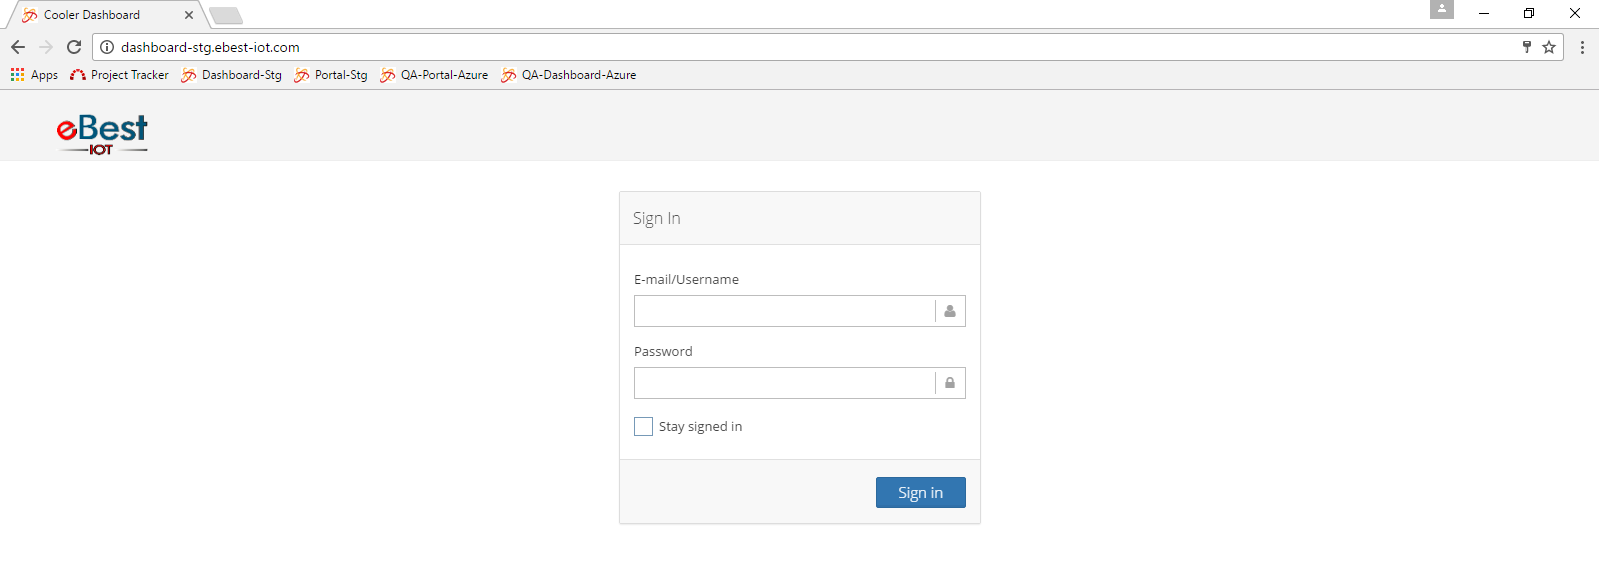 Cooler Dashboard
dashboard-stg.ebest-iot.com
Apps Project Tracker Dashboard-Stg Portal-Stg QA-Portal-Azure QA-Dashboard-Azure
eBest
IOT
Sign In
E-mail/Username
Password
Stay signed in
Sign in